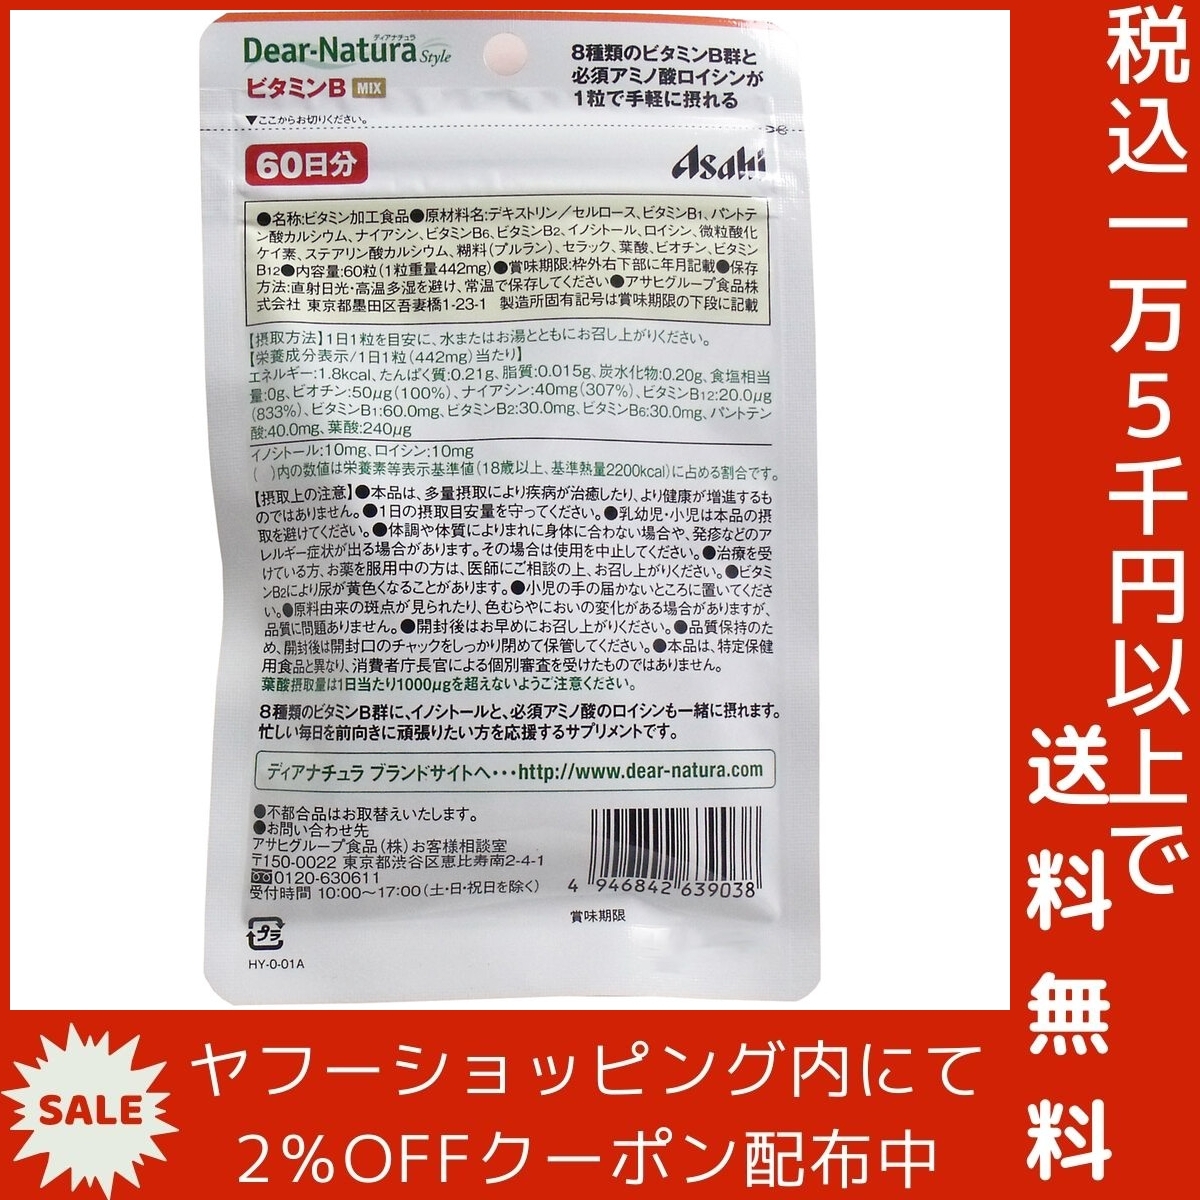 ディアナチュラ
Dear-Natura Style
ビタミンB MIX
8種類のビタミンB群と
必須アミノ酸ロイシンが
1粒で手軽に摂れる
▼ここからお切りください。
60日分
Asahi
●名称:ビタミン加工食品●原材料名:デキストリン/セルロース、ビタミンB1、パントテ
ン酸カルシウム、ナイアシン、ビタミンB6、ビタミンB2、イノシトール、ロイシン、微粒酸化
ケイ素、ステアリン酸カルシウム、糊料(プルラン)、セラック、葉酸、ビオチン、ビタミン
B12●内容量:60粒(1粒重量442mg)●賞味期限:枠外右下部に年月記載●保存
方法:直射日光・高温多湿を避け、常温で保存してください●アサヒグループ食品株
式会社 東京都墨田区吾妻橋1-23-1 製造所固有記号は賞味期限の下段に記載
【摂取方法】1日1粒を目安に、水またはお湯とともにお召し上がりください。
【栄養成分表示/1日1粒(442mg)当たり】
エネルギー:1.8kcal、たんぱく質:0.21g、脂質:0.015g、炭水化物:0.20g、食塩相当
量:0g、ビオチン:50μg(100%)、ナイアシン:40mg(307%)、ビタミンB12:20.0μg
(833%)、ビタミンB1:60.0mg、ビタミンB2:30.0mg、ビタミンB6:30.0mg、パントテン
酸:40.0mg、葉酸:240μg
イノシトール:10mg、ロイシン:10mg
( )内の数値は栄養素等表示基準値(18歳以上、基準熱量2200kcal)に占める割合です。
【摂取上の注意】●本品は、多量摂取により疾病が治癒したり、より健康が増進するも
のではありません。●1日の摂取目安量を守ってください。●乳幼児・小児は本品の摂
取を避けてください。●体調や体質によりまれに身体に合わない場合や、発疹などのア
レルギー症状が出る場合があります。その場合は使用を中止してください。●治療を受
けている方、お薬を服用中の方は、医師にご相談の上、お召し上がりください。●ビタミ
ンB2により尿が黄色くなることがあります。●小児の手の届かないところに置いてくださ
い。●原料由来の斑点が見られたり、色むらやにおいの変化がある場合がありますが、
品質に問題ありません。●開封後はお早めにお召し上がりください。●品質保持のた
め、開封後は開封口のチャックをしっかり閉めて保管してください。●本品は、特定保健
用食品と異なり、消費者庁長官による個別審査を受けたものではありません。
葉酸摂取量は1日当たり1000μgを超えないようご注意ください。
8種類のビタミンB群に、イノシトールと、必須アミノ酸のロイシンも一緒に摂れます。
忙しい毎日を前向きに頑張りたい方を応援するサプリメントです。
ディアナチュラ ブランドサイトへ・・・http://www.dear-natura.com
●不都合品はお取替えいたします。
●お問い合わせ先
アサヒグループ食品(株)お客様相談室
〒150-0022 東京都渋谷区恵比寿南2-4-1
0120-630611
受付時間 10:00〜17:00(土・日・祝日を除く)
4 946842 639038
賞味期限
プラ
HY-0-01A
税込一万5千円以上で
送料無料
SALE
ヤフーショッピング内にて
2%OFFクーポン配布中